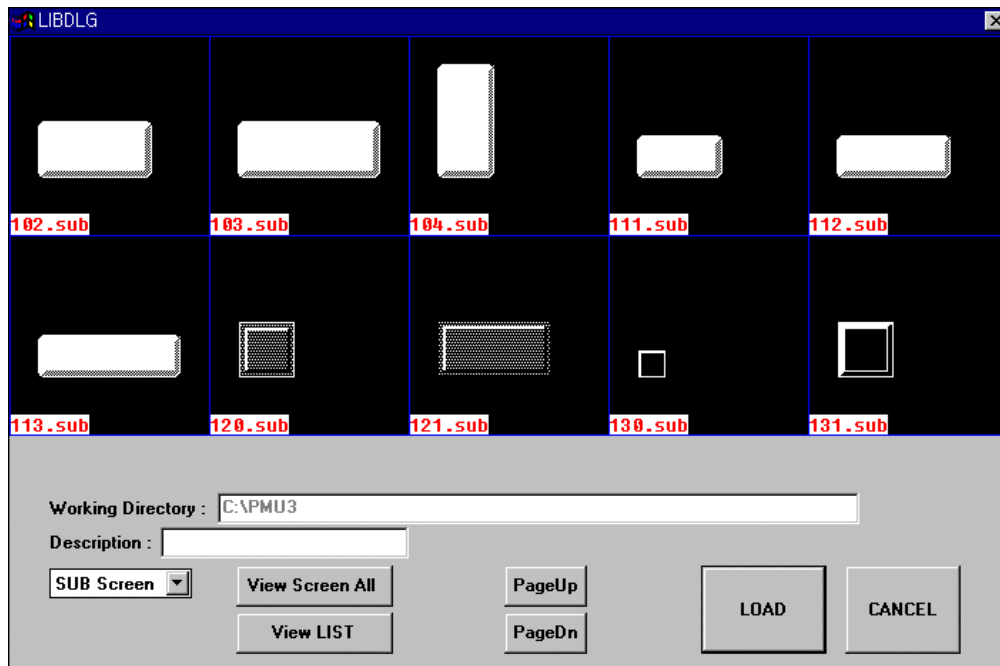 LIBDLG
102.sub 103.sub 104.sub 111.sub 112.sub
113.sub 120.sub 121.sub 130.sub 131.sub
Working Directory : C:\PMU3
Description :
SUB Screen View Screen All PageUp LOAD CANCEL
View LIST PageDn